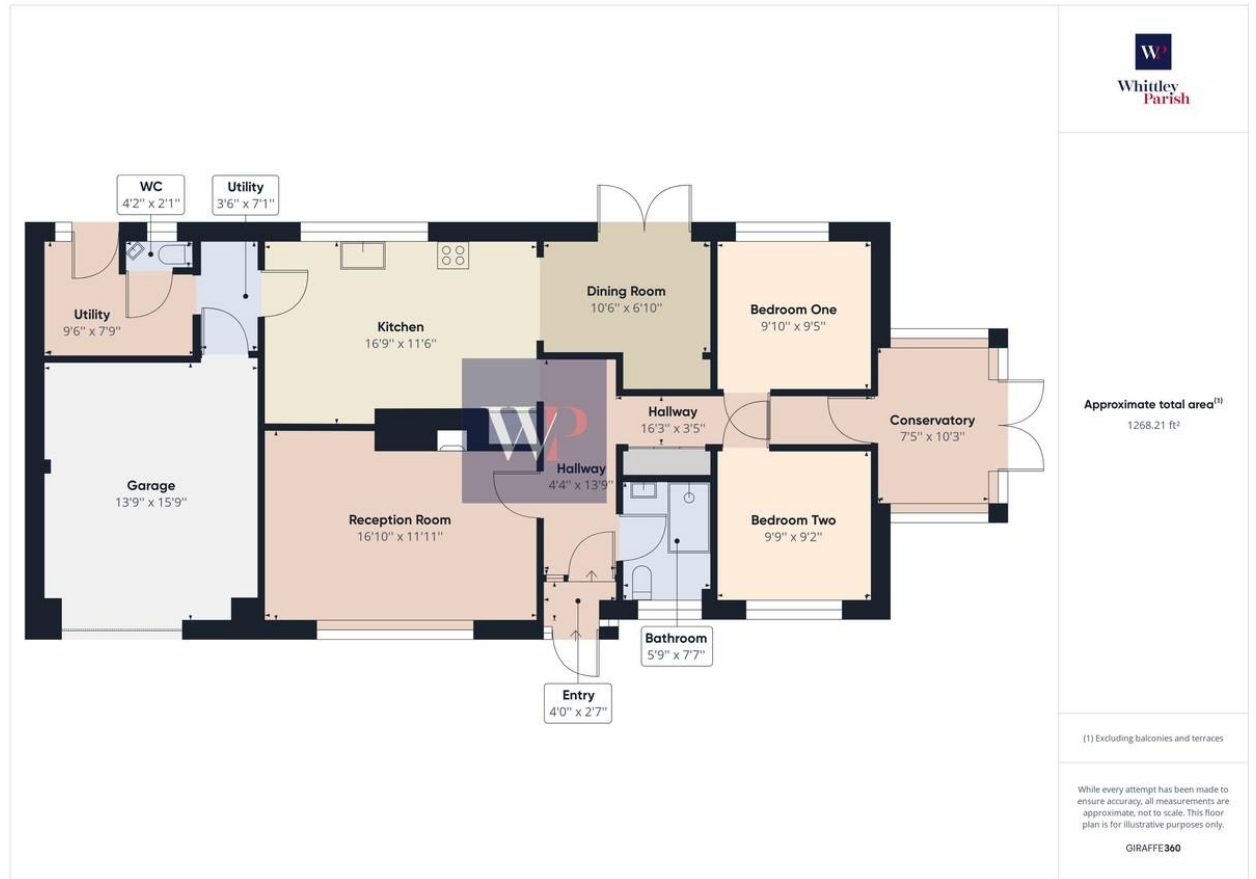 WP
Whittley
Parish
WC
4'2" x 2'1"
Utility
3'6" x 7'1"
Utility
9'6" x 7'9"
Kitchen
16'9" x 11'6"
Dining Room
10'6" x 6'10"
Bedroom One
9'10" x 9'5"
Conservatory
7'5" x 10'3"
Hallway
16'3" x 3'5"
WP
Hallway
4'4" x 13'9"
Garage
13'9" x 15'9"
Reception Room
16'10" x 11'11"
Bedroom Two
9'9" x 9'2"
Bathroom
5'9" x 7'7"
Entry
4'0" x 2'7"
Approximate total area(1)
1268.21 ft²
(1) Excluding balconies and terraces
While every attempt has been made to
ensure accuracy, all measurements are
approximate, not to scale. This floor
plan is for illustrative purposes only.
GIRAFFE360